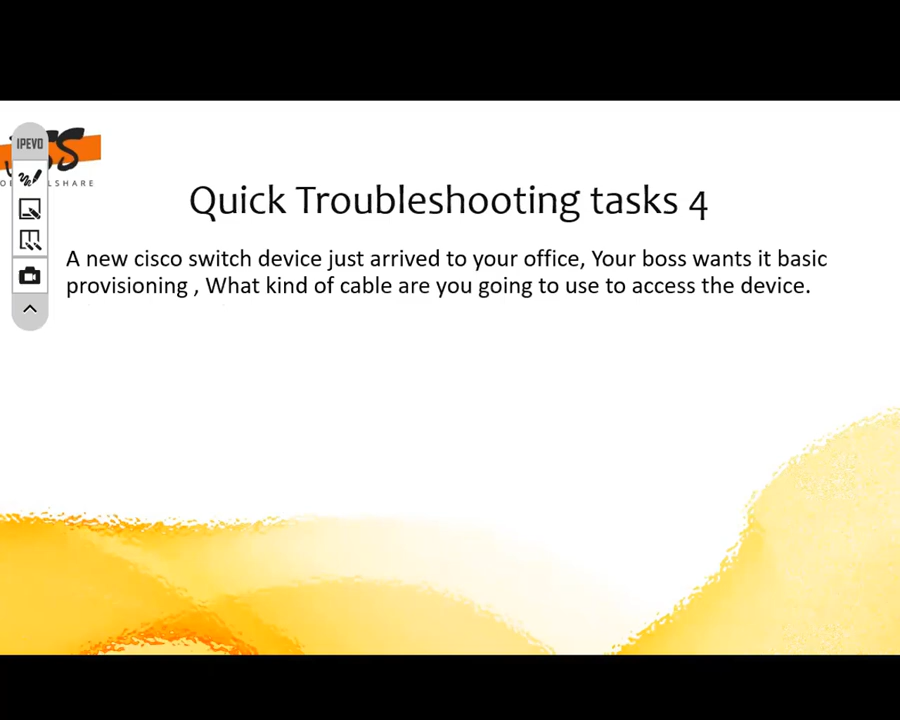 IPEVO
LSHARE
Quick Troubleshooting tasks 4
A new cisco switch device just arrived to your office, Your boss wants it basic
provisioning , What kind of cable are you going to use to access the device.